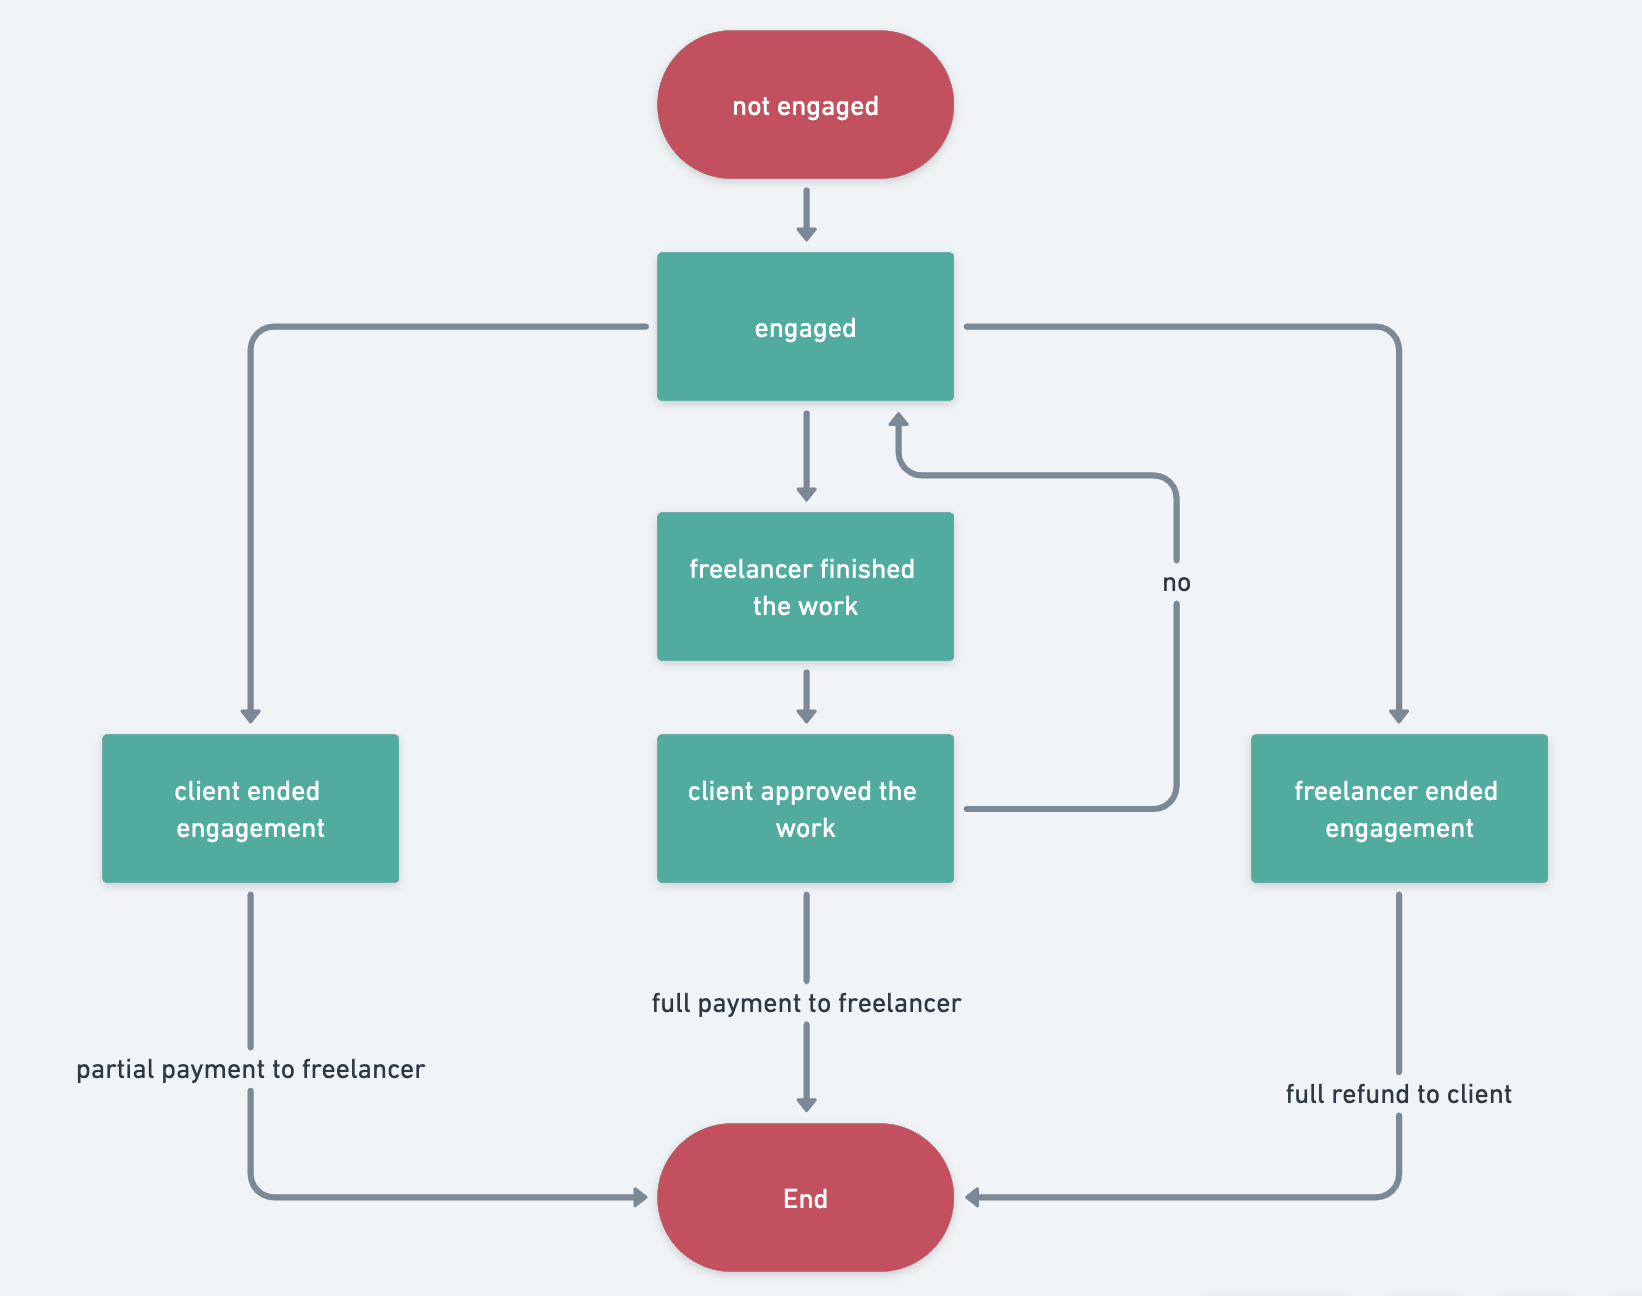 not engaged
engaged
freelancer finished
the work
no
client ended
engagement
client approved the
work
freelancer ended
engagement
full payment to freelancer
partial payment to freelancer
full refund to client
End